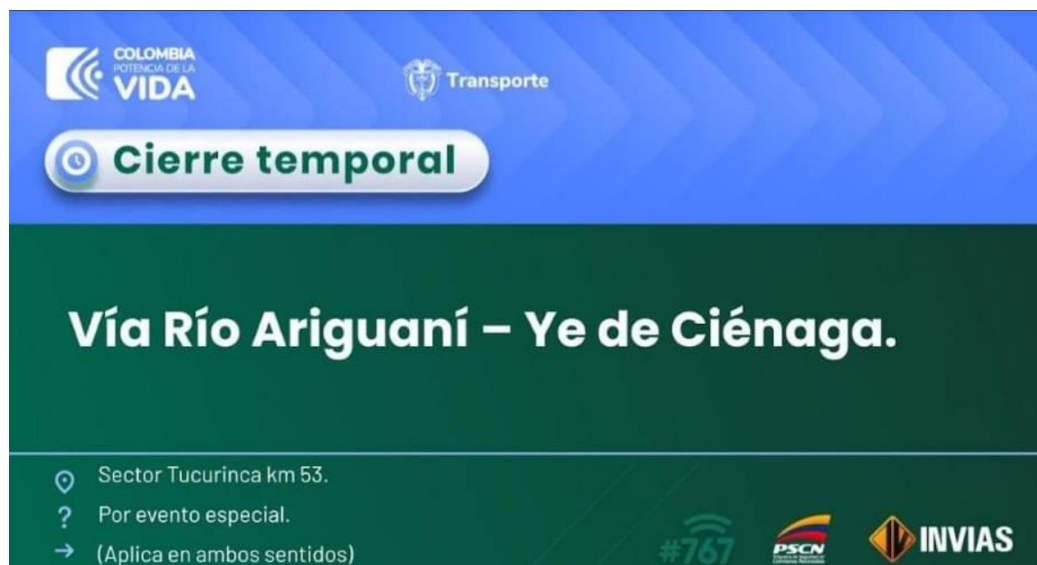 COLOMBIA
POTENCIA DE LA
VIDA
Transporte
Cierre temporal
Vía Río Ariguaní – Ye de Ciénaga.
Sector Tucurinca km 53.
? Por evento especial.
→ (Aplica en ambos sentidos)
#767
PSCN
INVIAS